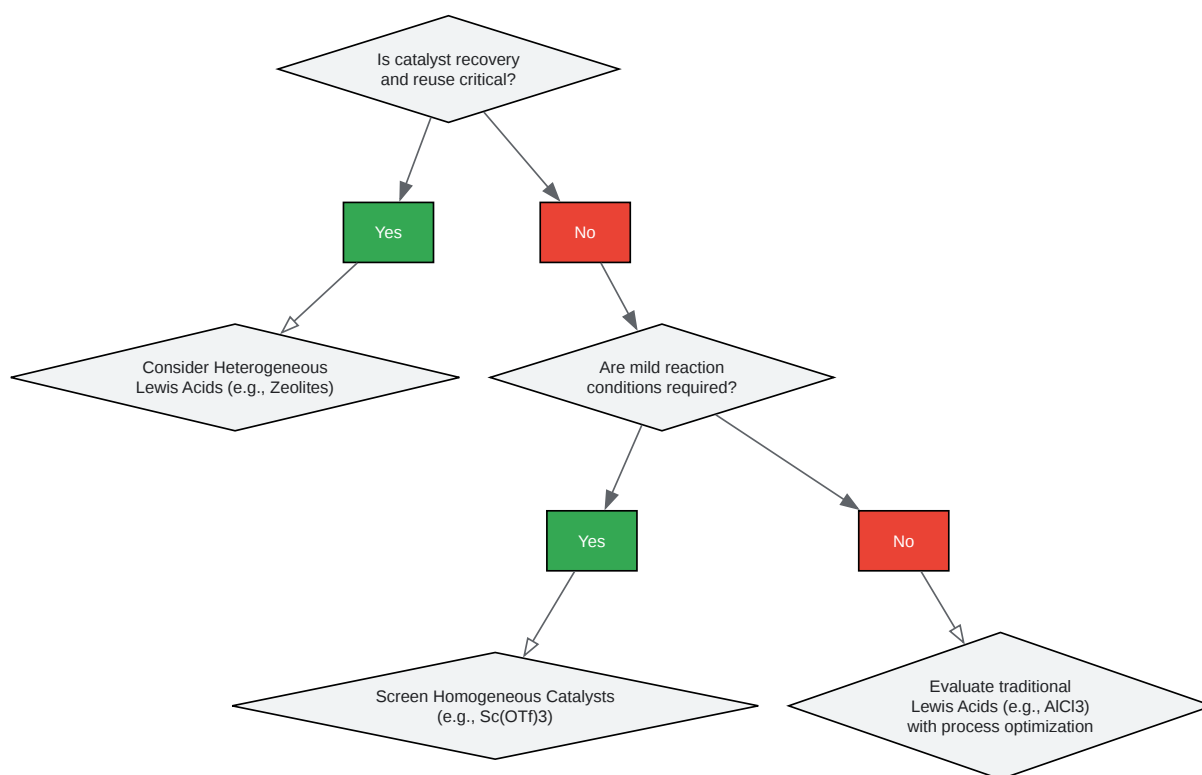 Is catalyst recovery
and reuse critical?
Yes
No
Consider Heterogeneous
Lewis Acids (e.g., Zeolites)
Are mild reaction
conditions required?
Yes
No
Screen Homogeneous Catalysts
(e.g., Sc(OTf)3)
Evaluate traditional
Lewis Acids (e.g., AlCl3)
with process optimization